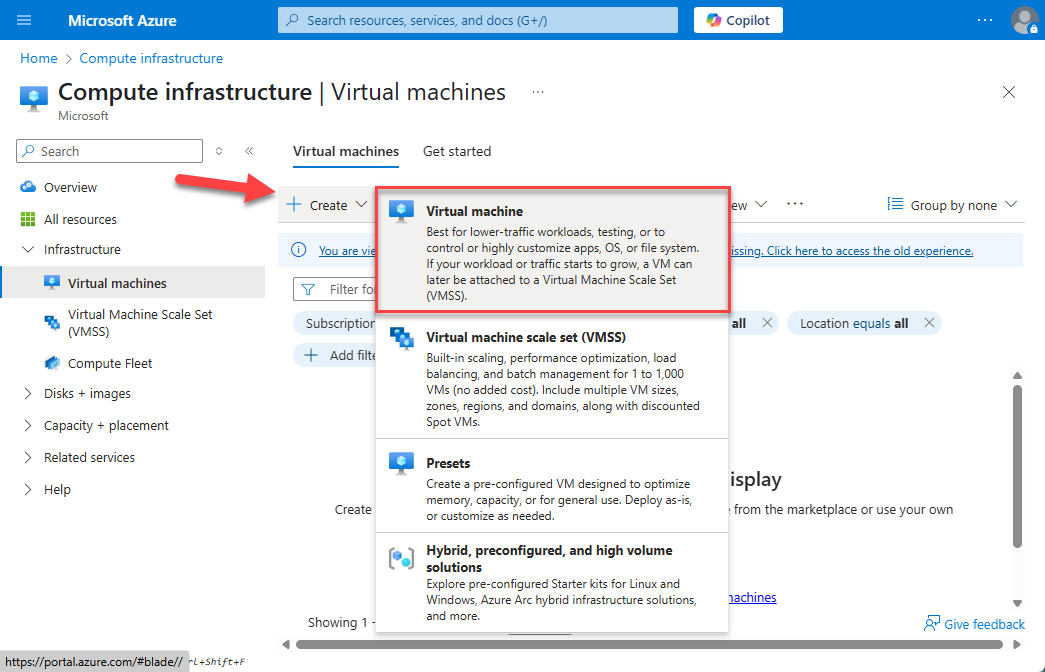 Microsoft Azure
Search resources, services, and docs (G+/)
Copilot
Home > Compute infrastructure
Compute infrastructure | Virtual machines
Microsoft
Search
Overview
All resources
Infrastructure
Virtual machines
Virtual Machine Scale Set
(VMSS)
Compute Fleet
Disks + images
Capacity + placement
Related services
Help
Virtual machines
Get started
Create
Group by none
You are
issing. Click here to access the old experience.
Filter
Subscription
all
Location equals all
Add
Virtual machine
Best for lower-traffic workloads, testing, or to
control or highly customize apps, OS, or file system.
If your workload or traffic starts to grow, a VM can
later be attached to a Virtual Machine Scale Set
(VMSS).
Virtual machine scale set (VMSS)
Built-in scaling, performance optimization, load
balancing, and batch management for 1 to 1,000
VMs (no added cost). Include multiple VM sizes,
zones, regions, and domains, along with discounted
Spot VMs.
Presets
Create a pre-configured VM designed to optimize
memory, capacity, or for general use. Deploy as-is,
or customize as needed.
Hybrid, preconfigured, and high volume
solutions
Explore pre-configured Starter kits for Linux and
Windows, Azure Arc hybrid infrastructure solutions,
and more.
isplay
Create
from the marketplace or use your own
machines
Showing 1 -
Give feedback
https://portal.azure.com/#blade//
rl+Shift+F